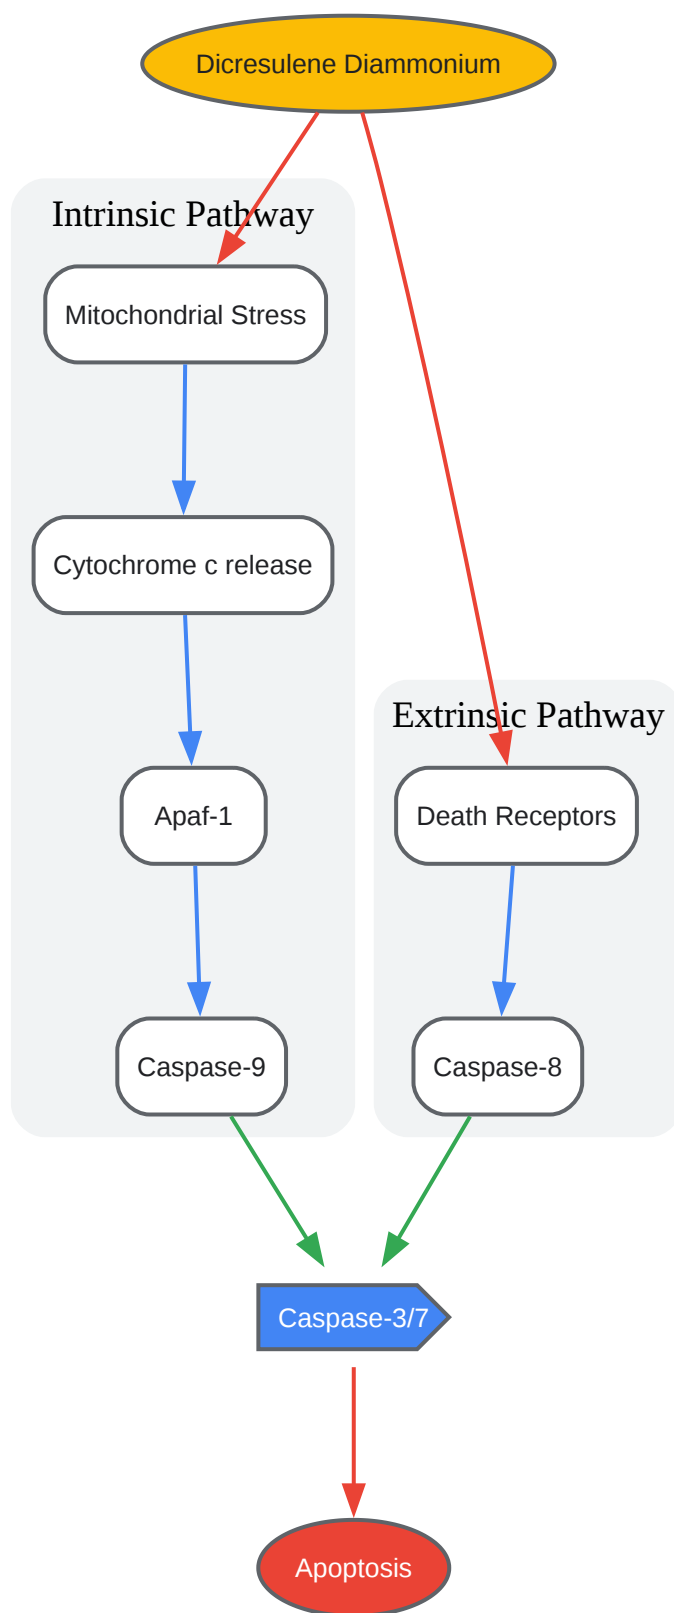 Dicresulene Diammonium
Intrinsic Pathway
Mitochondrial Stress
Cytochrome c release
Apaf-1
Caspase-9
Extrinsic Pathway
Death Receptors
Caspase-8
Caspase-3/7
Apoptosis